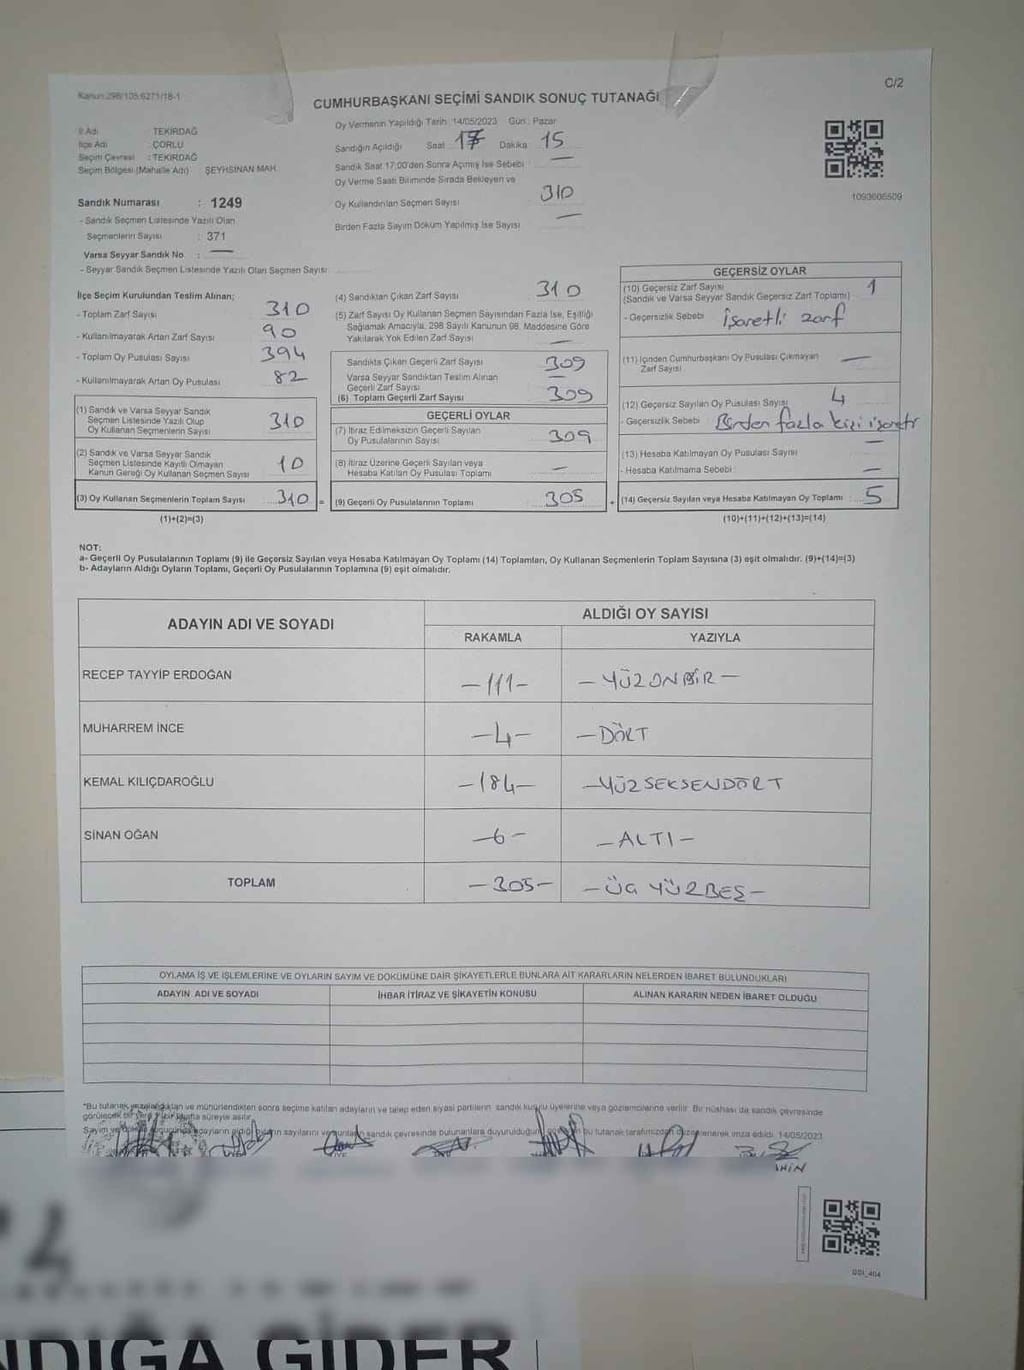 C/2
Kanun:298/105:6271/18-1
CUMHURBAŞKANI SEÇİMİ SANDIK SONUÇ TUTANAĞI
İl Adı TEKİRDAĞ
İlçe Adı ÇORLU
Seçim Çevresi : TEKİRDAĞ
Seçim Bölgesi (Mahalle Adı) ŞEYHSİNAN MAH.
Oy Vermenin Yapıldığı Tarih :14/05/2023 Gün : Pazar
Sandığın Açıldığı Saat 17 Dakika 15
Sandık Saat 17:00'den Sonra Açılmış İse Sebebi —
Oy Verme Saati Bitiminde Sırada Bekleyen ve
Oy Kullandırılan Seçmen Sayısı 310
Birden Fazla Sayım Döküm Yapılmış İse Sayısı —
1093606509
Sandık Numarası : 1249
- Sandık Seçmen Listesinde Yazılı Olan
Seçmenlerin Sayısı : 371
Varsa Seyyar Sandık No : —
- Seyyar Sandık Seçmen Listesinde Yazılı Olan Seçmen Sayısı
İlçe Seçim Kurulundan Teslim Alınan;
- Toplam Zarf Sayısı 310
- Kullanılmayarak Artan Zarf Sayısı 90
- Toplam Oy Pusulası Sayısı 394
- Kullanılmayarak Artan Oy Pusulası 82
(1) Sandık ve Varsa Seyyar Sandık
Seçmen Listesinde Yazılı Olup
Oy Kullanan Seçmenlerin Sayısı 310
(2) Sandık ve Varsa Seyyar Sandık
Seçmen Listesinde Kayıtlı Olmayan
Kanun Gereği Oy Kullanan Seçmen Sayısı 10
(3) Oy Kullanan Seçmenlerin Toplam Sayısı 310 =
(1)+(2)=(3)
(4) Sandıktan Çıkan Zarf Sayısı 310
(5) Zarf Sayısı Oy Kullanan Seçmen Sayısından Fazla İse, Eşitliği
Sağlamak Amacıyla, 298 Sayılı Kanunun 98. Maddesine Göre
Yakılarak Yok Edilen Zarf Sayısı —
Sandıkta Çıkan Geçerli Zarf Sayısı 309
Varsa Seyyar Sandıktan Teslim Alınan
Geçerli Zarf Sayısı —
(6) Toplam Geçerli Zarf Sayısı 309
GEÇERLİ OYLAR
(7) İtiraz Edilmeksizin Geçerli Sayılan
Oy Pusulalarının Sayısı 309
(8) İtiraz Üzerine Geçerli Sayılan veya
Hesaba Katılan Oy Pusulası Toplamı —
(9) Geçerli Oy Pusulalarının Toplamı 305 +
GEÇERSİZ OYLAR
(10) Geçersiz Zarf Sayısı 1
(Sandık ve Varsa Seyyar Sandık Geçersiz Zarf Toplamı)
- Geçersizlik Sebebi İşaretli zarf
(11) İçinden Cumhurbaşkanı Oy Pusulası Çıkmayan
Zarf Sayısı —
(12) Geçersiz Sayılan Oy Pusulası Sayısı 4
- Geçersizlik Sebebi Birden fazla kişi işareti
(13) Hesaba Katılmayan Oy Pusulası Sayısı —
- Hesaba Katılmama Sebebi —
(14) Geçersiz Sayılan veya Hesaba Katılmayan Oy Toplamı 5
(10)+(11)+(12)+(13)=(14)
NOT:
a- Geçerli Oy Pusulalarının Toplamı (9) ile Geçersiz Sayılan veya Hesaba Katılmayan Oy Toplamı (14) Toplamları, Oy Kullanan Seçmenlerin Toplam Sayısına (3) eşit olmalıdır. (9)+(14)=(3)
b- Adayların Aldığı Oyların Toplamı, Geçerli Oy Pusulalarının Toplamına (9) eşit olmalıdır.
ADAYIN ADI VE SOYADI
ALDIĞI OY SAYISI
RAKAMLA YAZIYLA
RECEP TAYYİP ERDOĞAN -111- -YÜZONBİR-
MUHARREM İNCE -4- -DÖRT
KEMAL KILIÇDAROĞLU -184- -YÜZSEKSENDÖRT
SİNAN OĞAN -6- -ALTI-
TOPLAM -305- -ÜÇ YÜZBEŞ-
OYLAMA İŞ VE İŞLEMLERİNE VE OYLARIN SAYIM VE DÖKÜMÜNE DAİR ŞİKAYETLERLE BUNLARA AİT KARARLARIN NELERDEN İBARET BULUNDUKLARI
ADAYIN ADI VE SOYADI İHBAR İTİRAZ VE ŞİKAYETİN KONUSU ALINAN KARARIN NEDEN İBARET OLDUĞU
*Bu tutanak ve mühürlendikten sonra seçime katılan adayların ve talep eden siyasi partilerin sandık kurulu üyelerine veya gözlemcilerine verilir. Bir nüshası da sandık çevresinde
görülecek bir yere bir hafta süreyle asılır.
Sayım ve adayların aldığı sayılarını sandık çevresinde bulunanlara duyurulduğunu bu tutanak tarafımızdan düzenlenerek imza edildi. 14/05/2023
NDIĞA GİDER